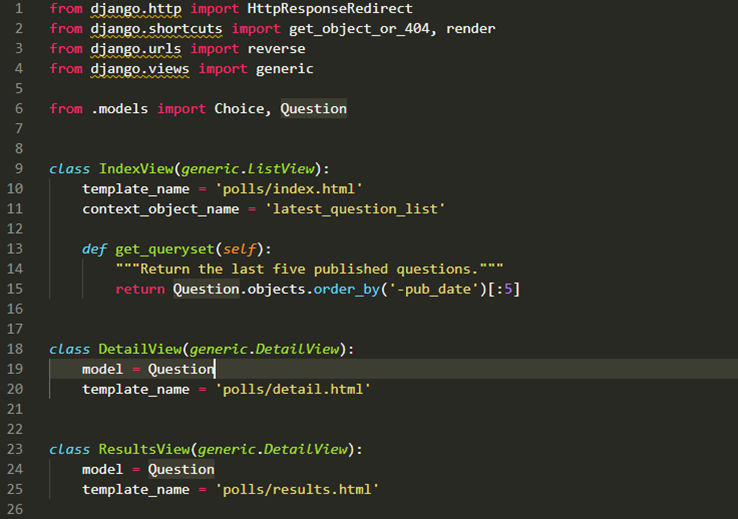 1 from django.http import HttpResponseRedirect
2 from django.shortcuts import get_object_or_404, render
3 from django.urls import reverse
4 from django.views import generic
5
6 from .models import Choice, Question
7
8
9 class IndexView(generic.ListView):
10     template_name = 'polls/index.html'
11     context_object_name = 'latest_question_list'
12
13     def get_queryset(self):
14         """Return the last five published questions."""
15         return Question.objects.order_by('-pub_date')[:5]
16
17
18 class DetailView(generic.DetailView):
19     model = Question
20     template_name = 'polls/detail.html'
21
22
23 class ResultsView(generic.DetailView):
24     model = Question
25     template_name = 'polls/results.html'
26